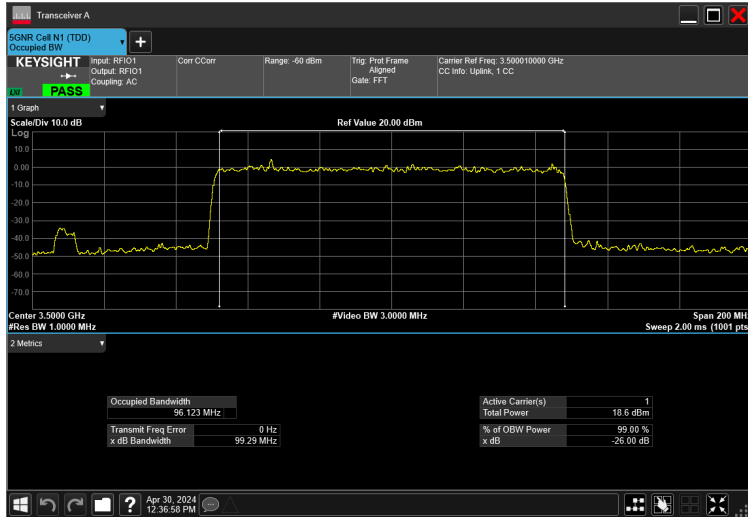 Transceiver A
5GNR Cell N1 (TDD)
Occupied BW
KEYSIGHT
PASS
Input: RFIO1
Output: RFIO1
Coupling: AC
Corr CCorr
Range: -60 dBm
Trig: Prot Frame
Aligned
Gate: FFT
Carrier Ref Freq: 3.500010000 GHz
CC Info: Uplink, 1 CC
1 Graph
Scale/Div 10.0 dB
Ref Value 20.00 dBm
Log
10.0
0.00
-10.0
-20.0
-30.0
-40.0
-50.0
-60.0
-70.0
Center 3.5000 GHz
#Video BW 3.0000 MHz
Span 200 MH
#Res BW 1.0000 MHz
Sweep 2.00 ms (1001 pts
2 Metrics
Occupied Bandwidth
96.123 MHz
Transmit Freq Error 0 Hz
x dB Bandwidth 99.29 MHz
Active Carrier(s) 1
Total Power 18.6 dBm
% of OBW Power 99.00 %
x dB -26.00 dB
Apr 30, 2024
12:36:58 PM